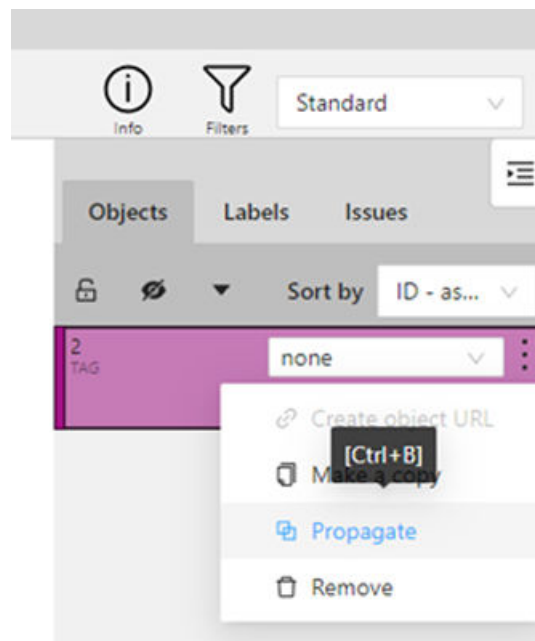 Info
Filters
Standard
Objects Labels Issues
Sort by ID - as...
2
TAG
none
Create object URL
[Ctrl+B]
Make a copy
Propagate
Remove